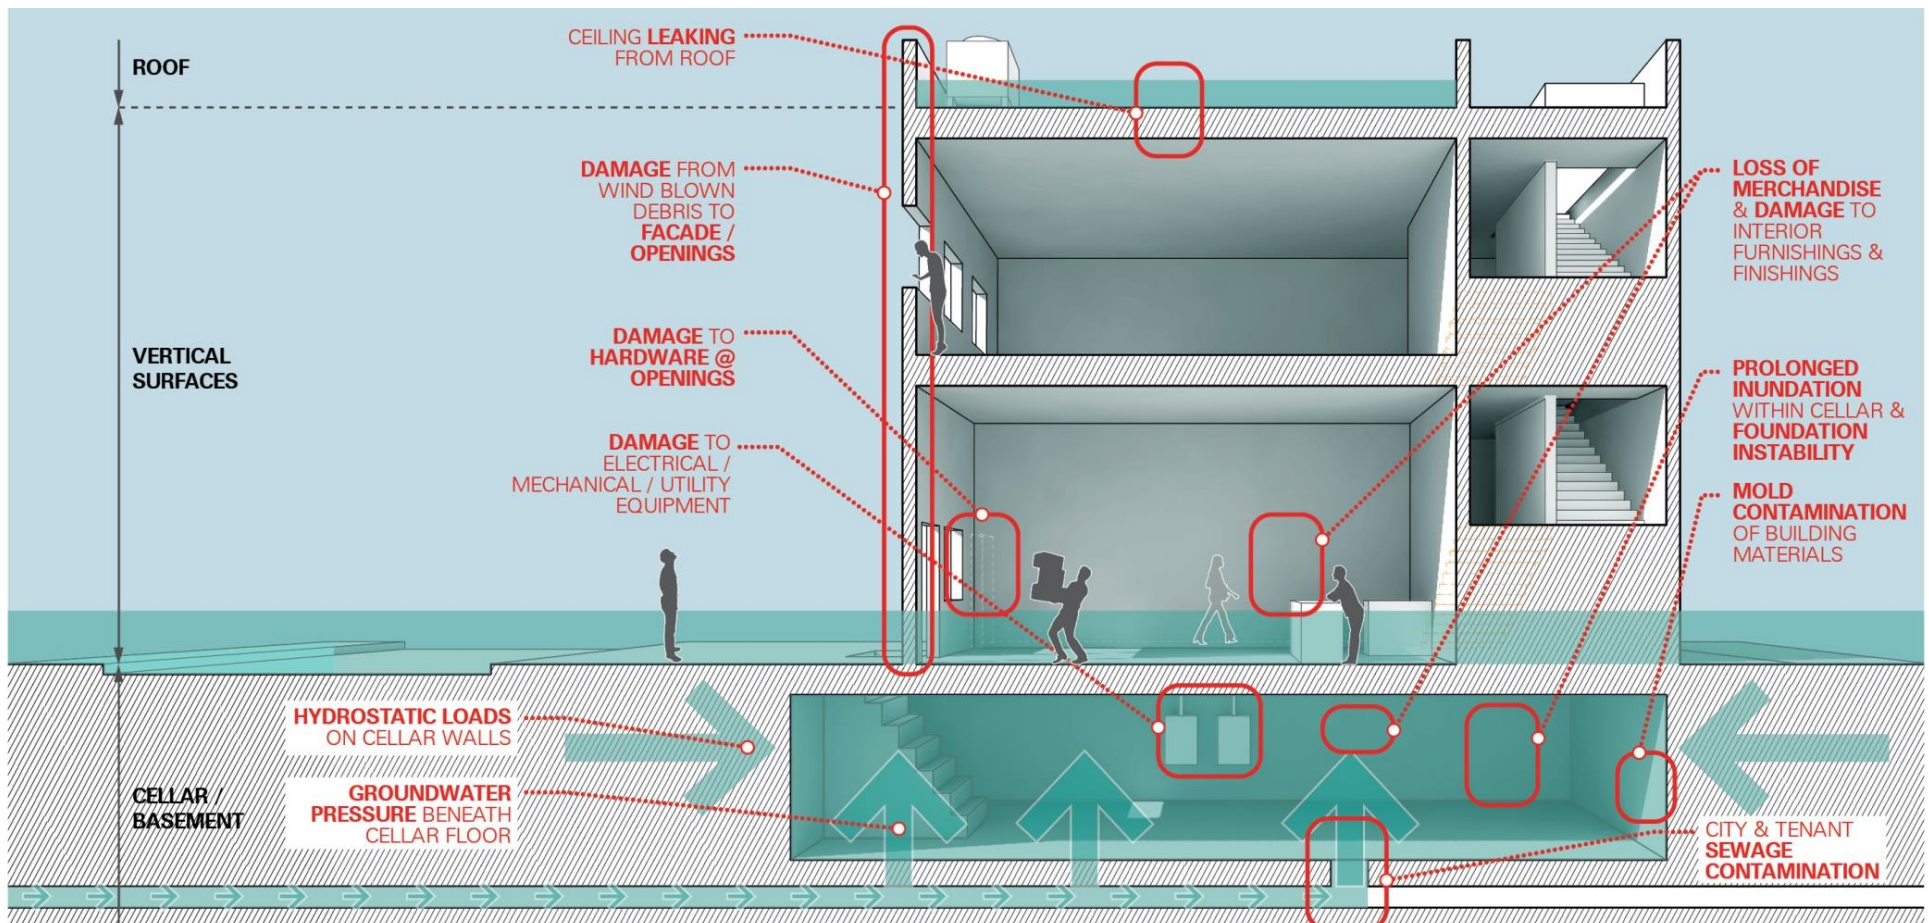 ROOF
VERTICAL
SURFACES
CELLAR /
BASEMENT
CEILING LEAKING
FROM ROOF
DAMAGE FROM
WIND BLOWN
DEBRIS TO
FACADE /
OPENINGS
DAMAGE TO
HARDWARE @
OPENINGS
DAMAGE TO
ELECTRICAL /
MECHANICAL / UTILITY
EQUIPMENT
HYDROSTATIC LOADS
ON CELLAR WALLS
GROUNDWATER
PRESSURE BENEATH
CELLAR FLOOR
LOSS OF
MERCHANDISE
& DAMAGE TO
INTERIOR
FURNISHINGS &
FINISHINGS
PROLONGED
INUNDATION
WITHIN CELLAR &
FOUNDATION
INSTABILITY
MOLD
CONTAMINATION
OF BUILDING
MATERIALS
CITY & TENANT
SEWAGE
CONTAMINATION